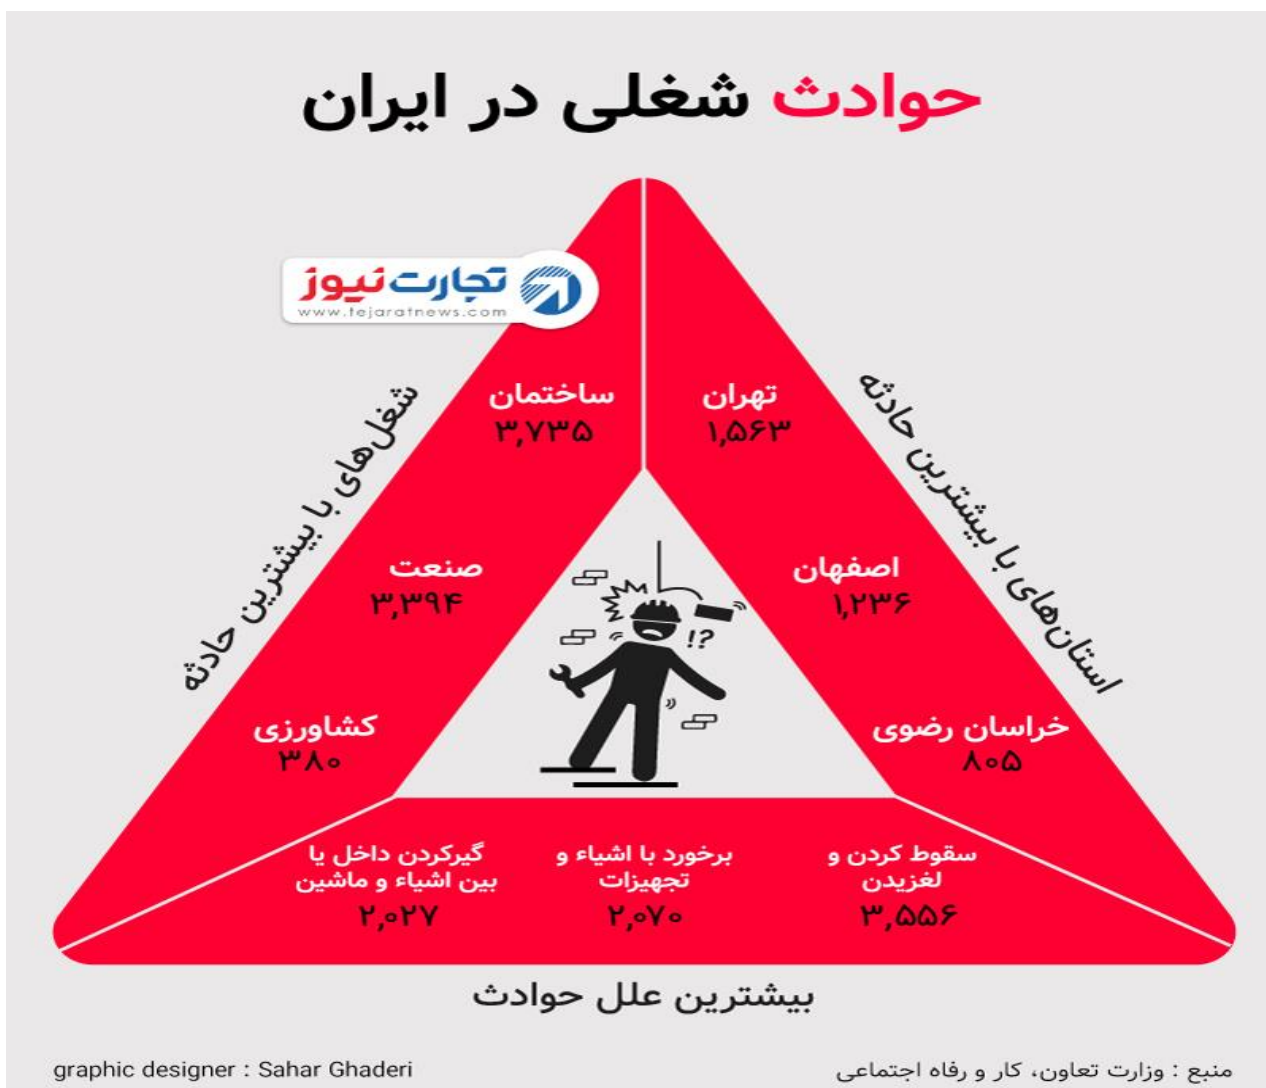 حوادث شغلی در ایران
تجارت‌نیوز
www.tejaratnews.com
استان‌های با بیشترین حادثه
تهران
۱,۵۶۳
اصفهان
۱,۲۳۶
خراسان رضوی
۸۰۵
شغل‌های با بیشترین حادثه
ساختمان
۳,۷۳۵
صنعت
۳,۳۹۴
کشاورزی
۳۸۰
!?
سقوط کردن و
لغزیدن
۳,۵۵۶
برخورد با اشیاء و
تجهیزات
۲,۰۷۰
گیرکردن داخل یا
بین اشیاء و ماشین
۲,۰۲۷
بیشترین علل حوادث
منبع : وزارت تعاون، کار و رفاه اجتماعی
graphic designer : Sahar Ghaderi